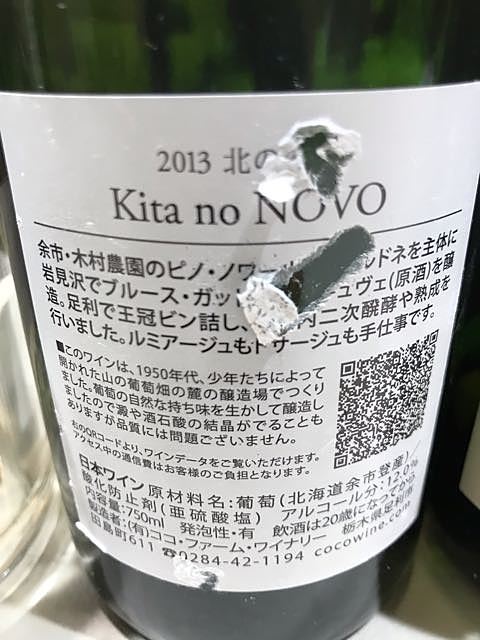 2013 北の
Kita no NOVO
余市・木村農園のピノ・ノワ ルドネを主体に
岩見沢でブルース・ガッ ュヴェ(原酒)を醸
造。足利で王冠ビン詰し、 内二次醗酵や熟成を
行いました。ルミアージュもドサージュも手仕事です。
■このワインは、1950年代、少年たちによって
開かれた山の葡萄畑の麓の醸造場でつくり
ました。葡萄の自然な持ち味を生かして醸造し
ましたので澱や酒石酸の結晶がでることも
ありますが品質には問題ございません。
右のQRコードより、ワインデータをご覧いただけます。
アクセス中の通信費はお客様のご負担となります。
日本ワイン 原材料名:葡萄(北海道余市登産)/
酸化防止剤(亜硫酸塩) アルコール分:12.0%
内容量:750ml 発泡性・有 飲酒は20歳になってから
製造者:(有)ココ・ファーム・ワイナリー 栃木県足利市
田島町611 ☎0284-42-1194 cocowine.com